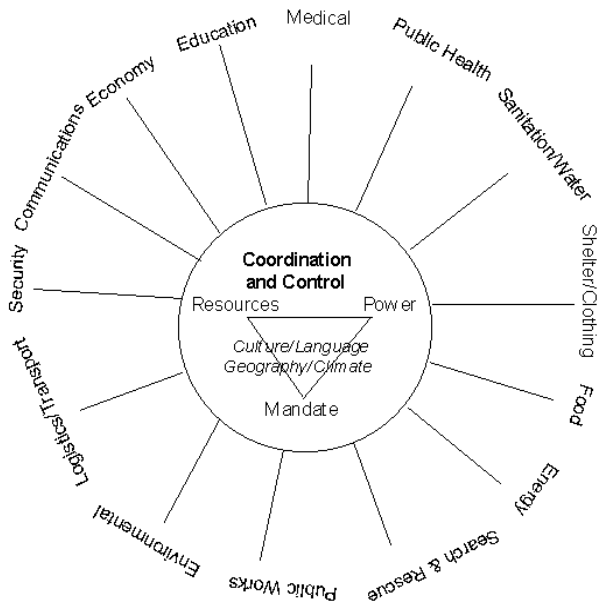 Medical
Public Health
Sanitation/Water
Shelter/Clothing
Food
Energy
Search & Rescue
Public Works
Environmental
Logistics/Transport
Security
Communications
Economy
Education
Coordination
and Control
Resources
Power
Culture/Language
Geography/Climate
Mandate